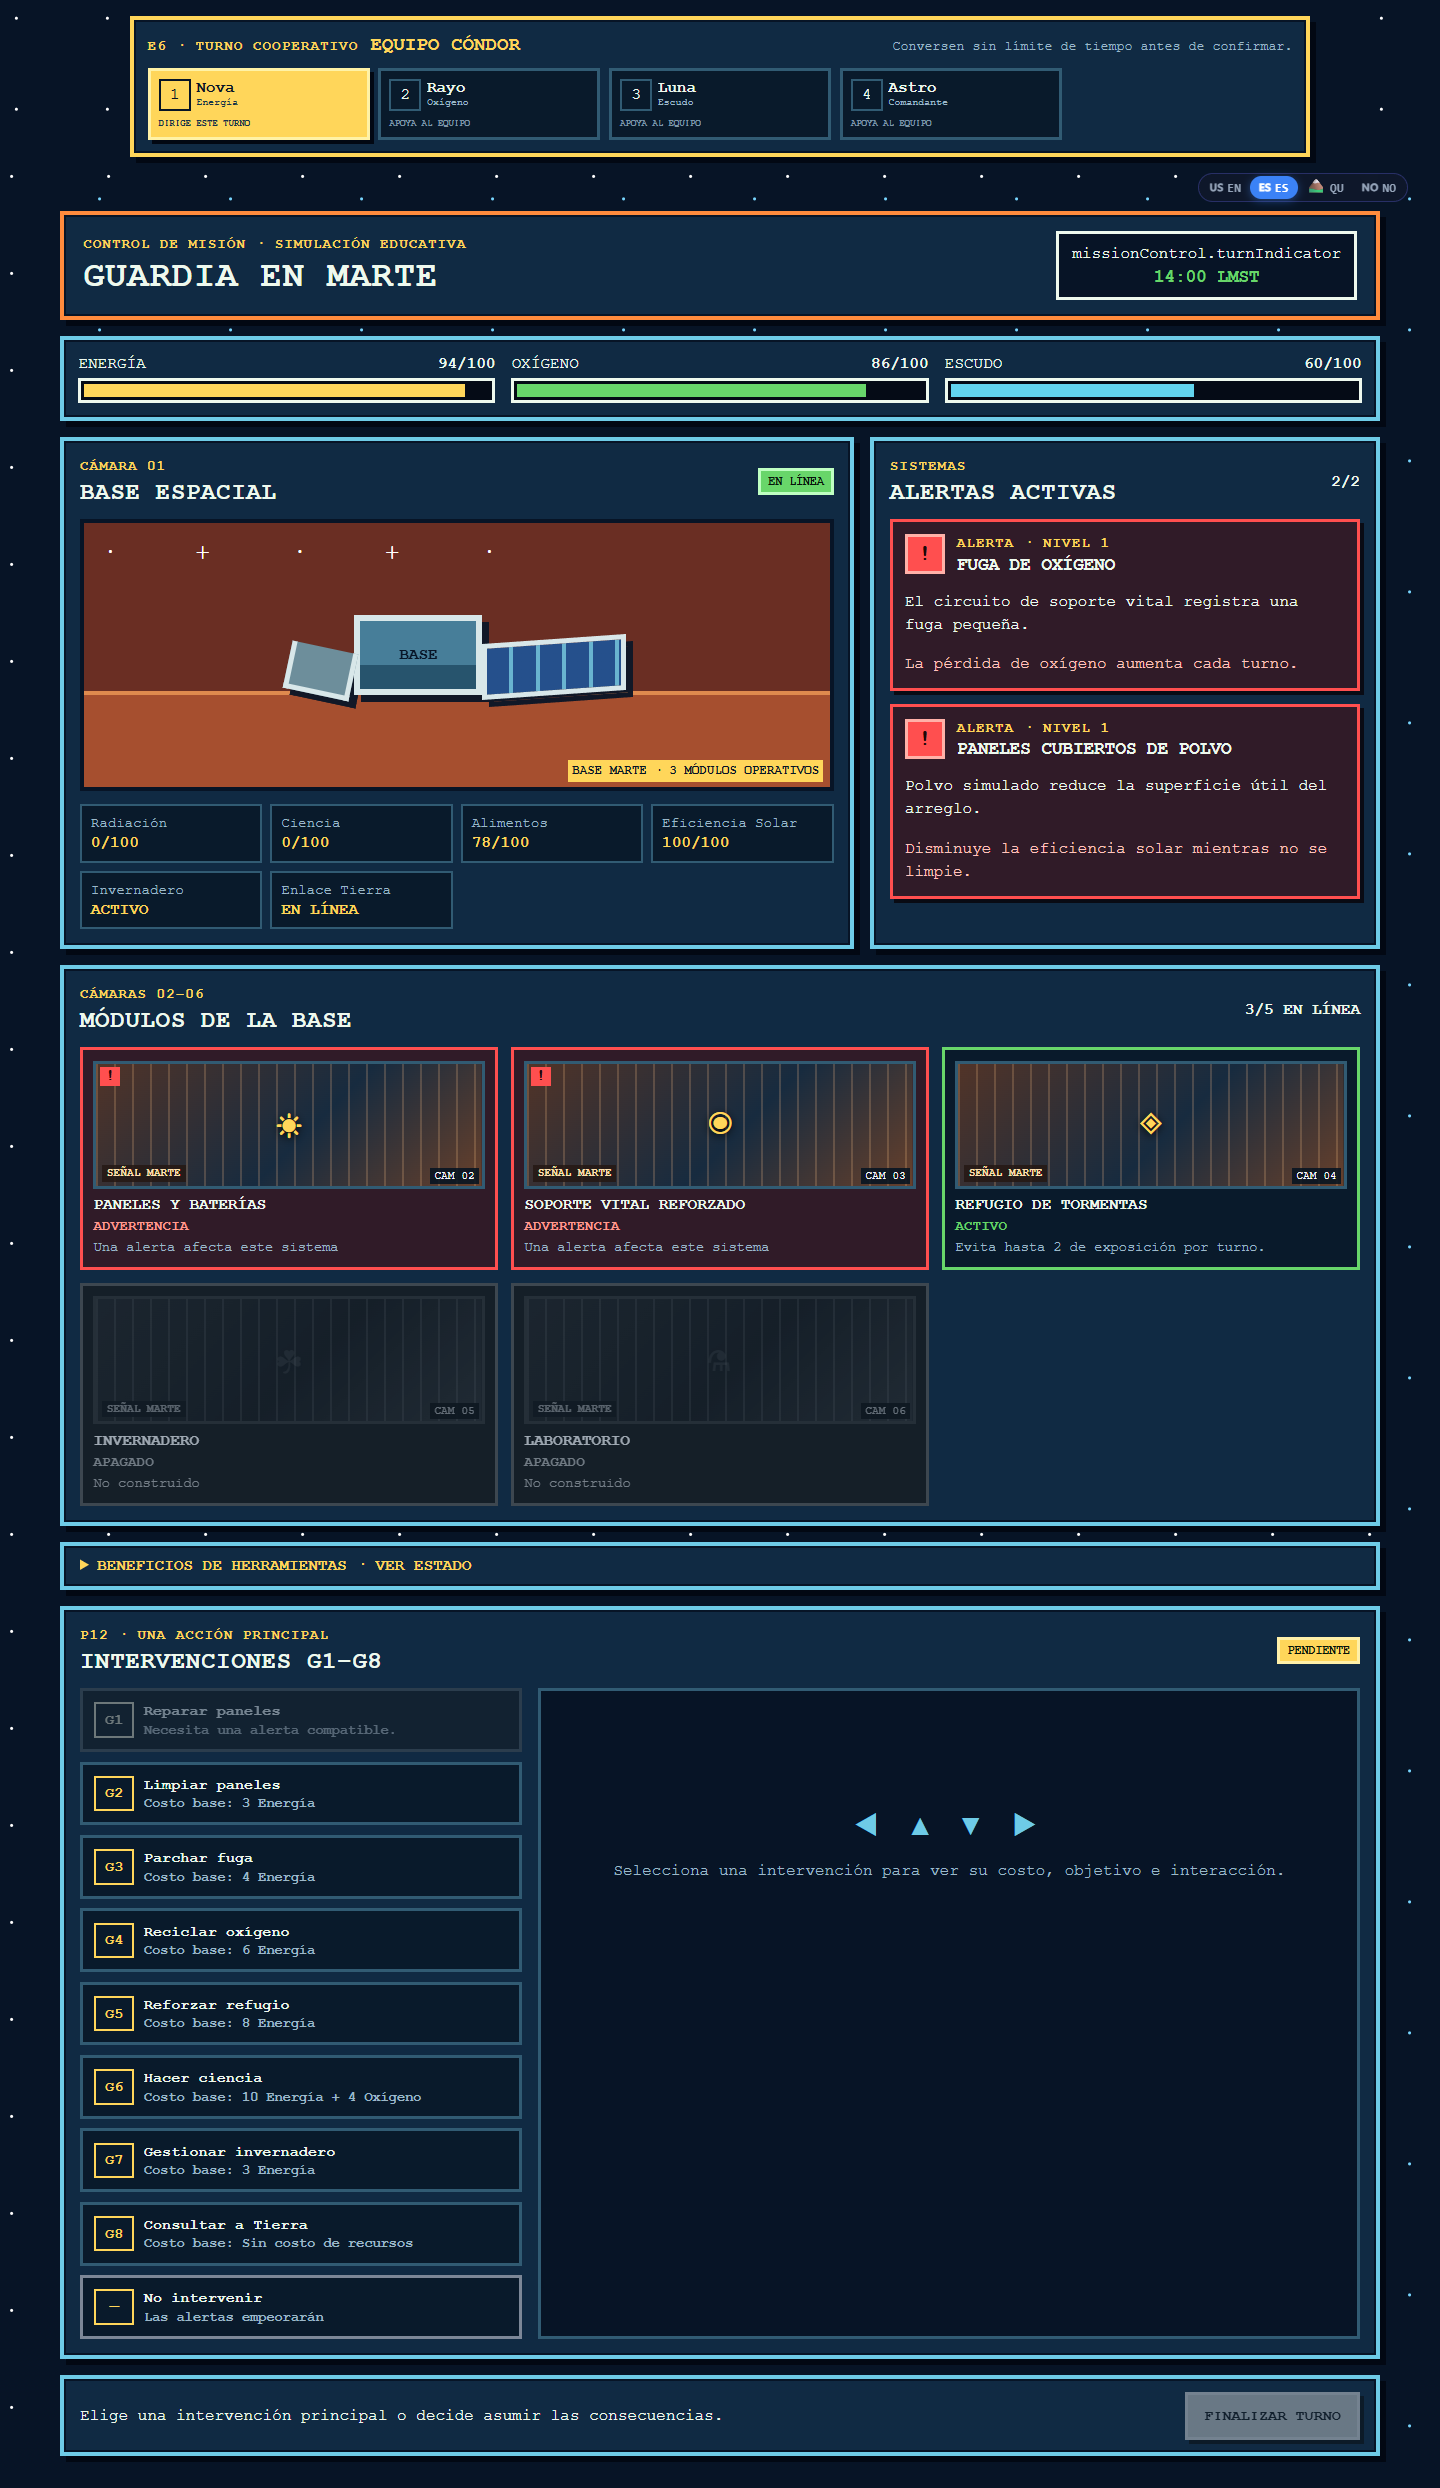 E6 · TURNO COOPERATIVO EQUIPO CÓNDOR
Conversen sin límite de tiempo antes de confirmar.
1 Nova
Energía
DIRIGE ESTE TURNO
2 Rayo
Oxígeno
APOYA AL EQUIPO
3 Luna
Escudo
APOYA AL EQUIPO
4 Astro
Comandante
APOYA AL EQUIPO
US EN ES ES QU NO NO
CONTROL DE MISIÓN · SIMULACIÓN EDUCATIVA
GUARDIA EN MARTE
missionControl.turnIndicator
14:00 LMST
ENERGÍA 94/100
OXÍGENO 86/100
ESCUDO 60/100
CÁMARA 01
BASE ESPACIAL
EN LÍNEA
BASE
BASE MARTE · 3 MÓDULOS OPERATIVOS
Radiación
0/100
Ciencia
0/100
Alimentos
78/100
Eficiencia Solar
100/100
Invernadero
ACTIVO
Enlace Tierra
EN LÍNEA
SISTEMAS
ALERTAS ACTIVAS
2/2
!
ALERTA · NIVEL 1
FUGA DE OXÍGENO
El circuito de soporte vital registra una
fuga pequeña.
La pérdida de oxígeno aumenta cada turno.
!
ALERTA · NIVEL 1
PANELES CUBIERTOS DE POLVO
Polvo simulado reduce la superficie útil del
arreglo.
Disminuye la eficiencia solar mientras no se
limpie.
CÁMARAS 02–06
MÓDULOS DE LA BASE
3/5 EN LÍNEA
!
SEÑAL MARTE
CAM 02
PANELES Y BATERÍAS
ADVERTENCIA
Una alerta afecta este sistema
!
SEÑAL MARTE
CAM 03
SOPORTE VITAL REFORZADO
ADVERTENCIA
Una alerta afecta este sistema
SEÑAL MARTE
CAM 04
REFUGIO DE TORMENTAS
ACTIVO
Evita hasta 2 de exposición por turno.
SEÑAL MARTE
CAM 05
INVERNADERO
APAGADO
No construido
SEÑAL MARTE
CAM 06
LABORATORIO
APAGADO
No construido
▶ BENEFICIOS DE HERRAMIENTAS · VER ESTADO
P12 · UNA ACCIÓN PRINCIPAL
INTERVENCIONES G1–G8
PENDIENTE
G1 Reparar paneles
Necesita una alerta compatible.
G2 Limpiar paneles
Costo base: 3 Energía
G3 Parchar fuga
Costo base: 4 Energía
G4 Reciclar oxígeno
Costo base: 6 Energía
G5 Reforzar refugio
Costo base: 8 Energía
G6 Hacer ciencia
Costo base: 10 Energía + 4 Oxígeno
G7 Gestionar invernadero
Costo base: 3 Energía
G8 Consultar a Tierra
Costo base: Sin costo de recursos
— No intervenir
Las alertas empeorarán
◀ ▲ ▼ ▶
Selecciona una intervención para ver su costo, objetivo e interacción.
Elige una intervención principal o decide asumir las consecuencias.
FINALIZAR TURNO